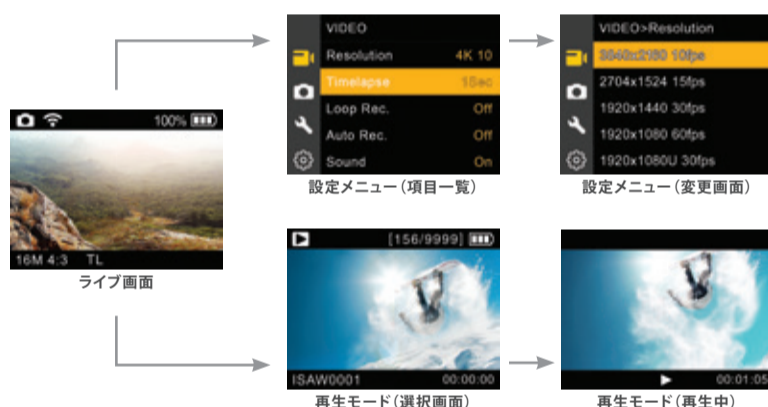 VIDEO
Resolution 4K 10
Timelapse 1Sec
Loop Rec. Off
Auto Rec. Off
Sound On
設定メニュー（項目一覧）
VIDEO>Resolution
3840x2160 10fps
2704x1524 15fps
1920x1440 30fps
1920x1080 60fps
1920x1080U 30fps
設定メニュー（変更画面）
100%
16M 4:3 TL
ライブ画面
[156/9999]
ISAW0001 00:00:00
再生モード（選択画面）
00:01:05
再生モード（再生中）